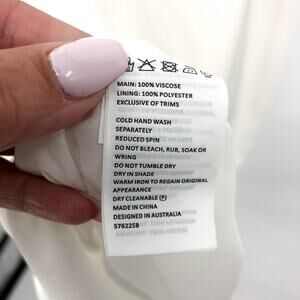 MAIN: 100% VISCOSE
LINING: 100% POLYESTER
EXCLUSIVE OF TRIMS
COLD HAND WASH
SEPARATELY
REDUCED SPIN
DO NOT BLEACH, RUB, SOAK OR
WRING
DO NOT TUMBLE DRY
DRY IN SHADE
WARM IRON TO REGAIN ORIGINAL
APPEARANCE
DRY CLEANABLE Ⓟ
MADE IN CHINA
DESIGNED IN AUSTRALIA
576225B